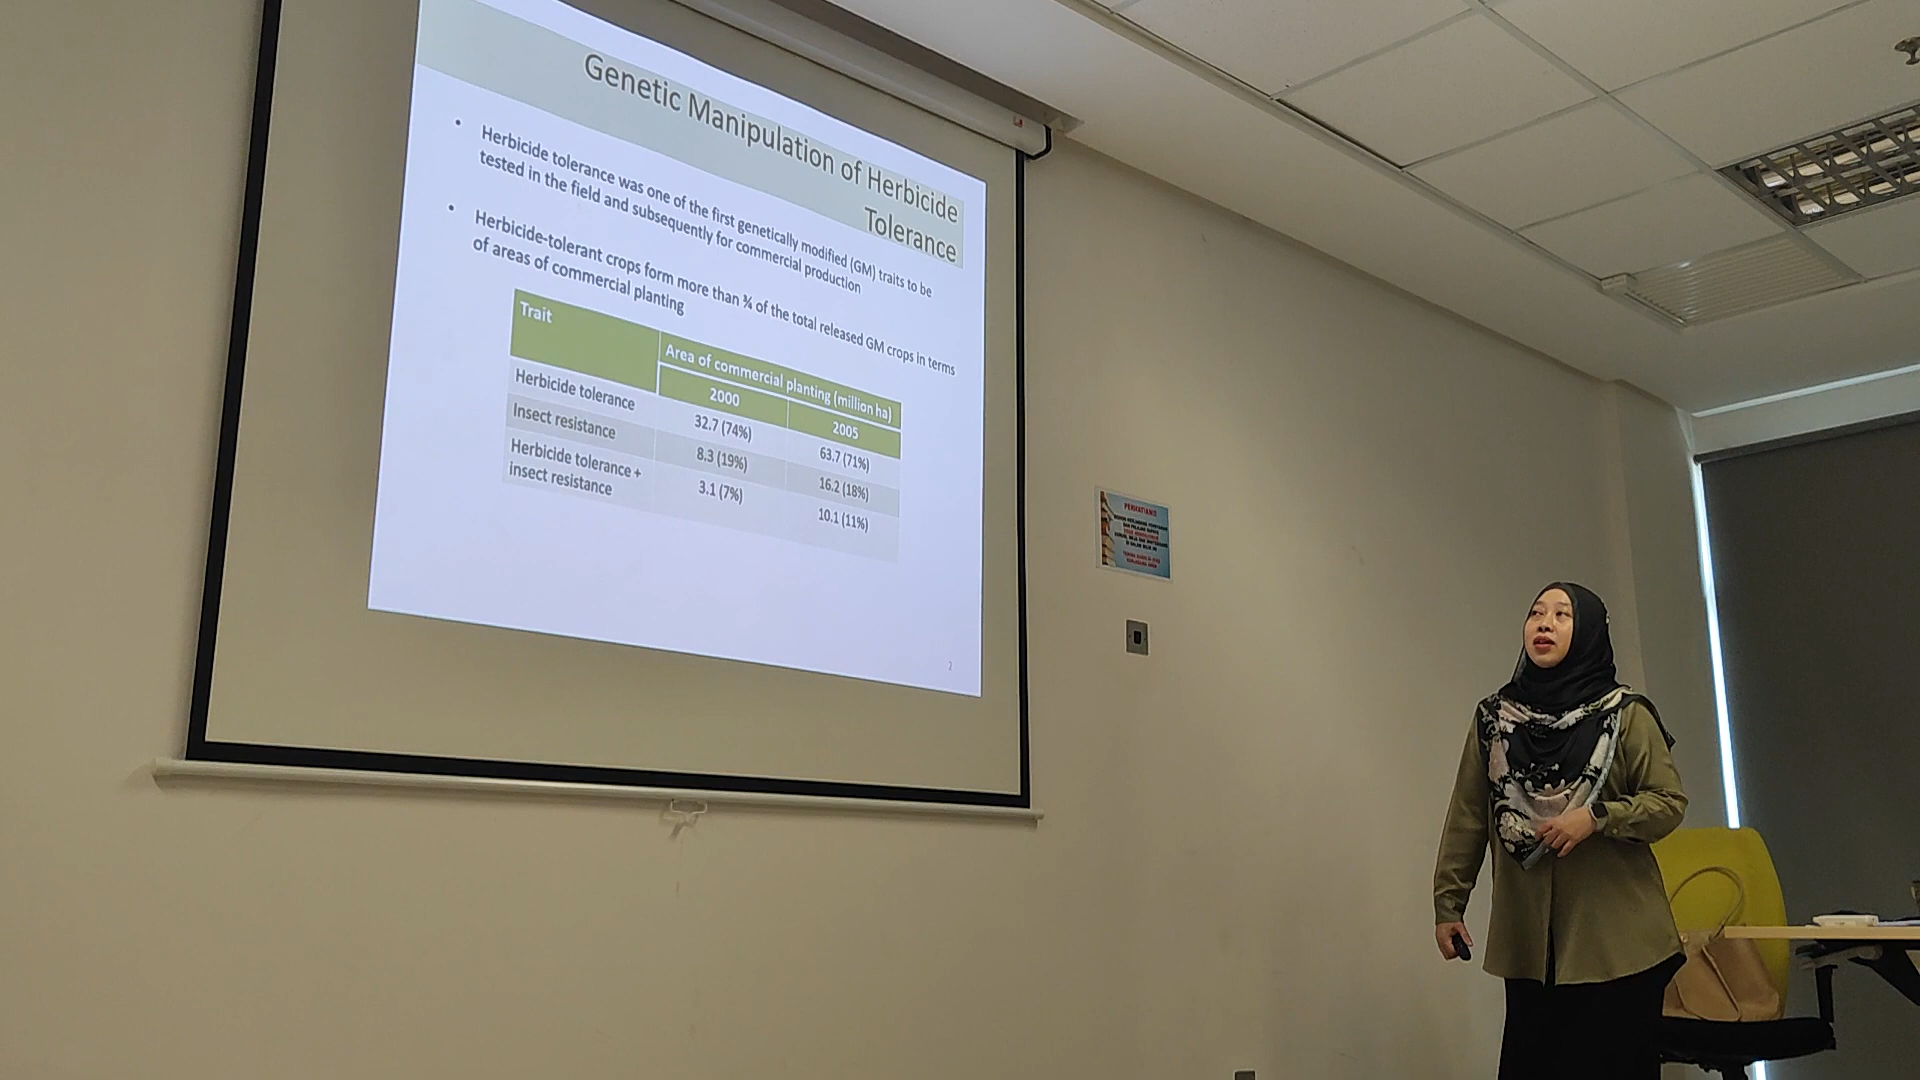 Genetic Manipulation of Herbicide
Tolerance
• Herbicide tolerance was one of the first genetically modified (GM) traits to be
tested in the field and subsequently for commercial production
• Herbicide-tolerant crops form more than ¾ of the total released GM crops in terms
of areas of commercial planting
Trait
Area of commercial planting (million ha)
2000
2005
Herbicide tolerance
32.7 (74%)
63.7 (71%)
Insect resistance
8.3 (19%)
16.2 (18%)
Herbicide tolerance +
insect resistance
3.1 (7%)
10.1 (11%)
2
PERHATIAN!!